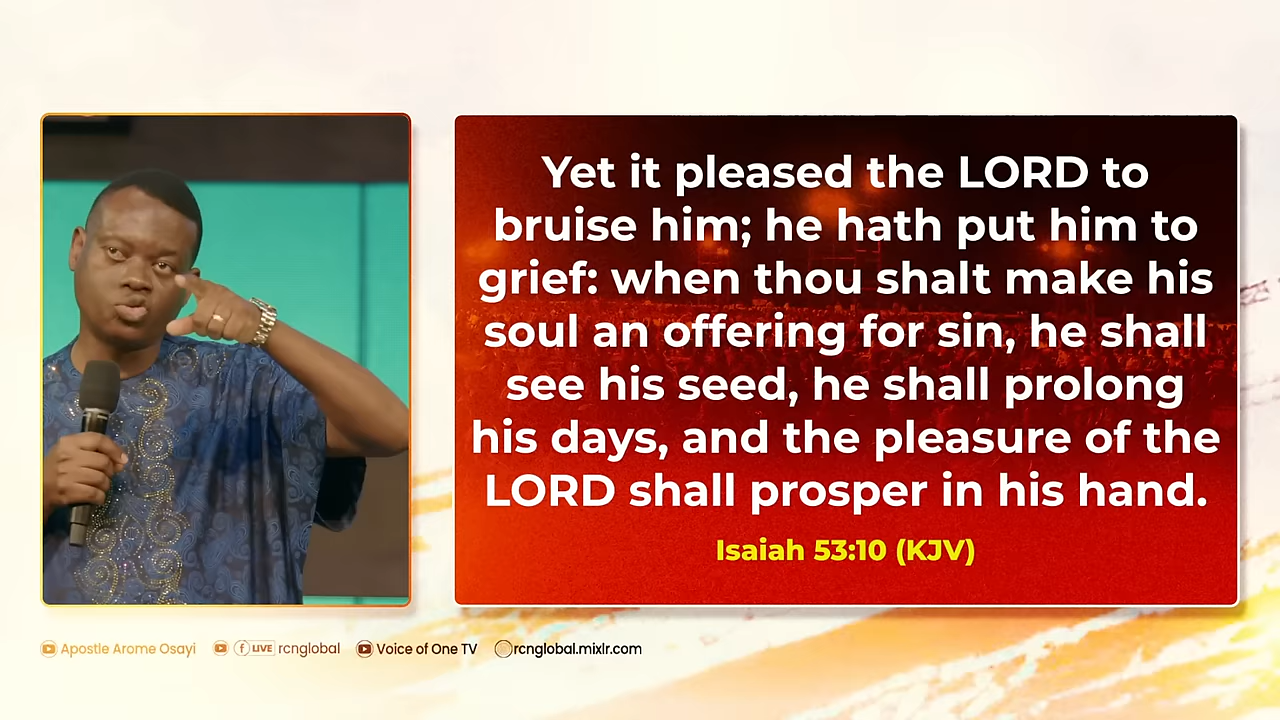 Yet it pleased the LORD to
bruise him; he hath put him to
grief: when thou shalt make his
soul an offering for sin, he shall
see his seed, he shall prolong
his days, and the pleasure of the
LORD shall prosper in his hand.
Isaiah 53:10 (KJV)
Apostle Arome Osayi LIVE rcnglobal Voice of One TV rcnglobal.mixlr.com